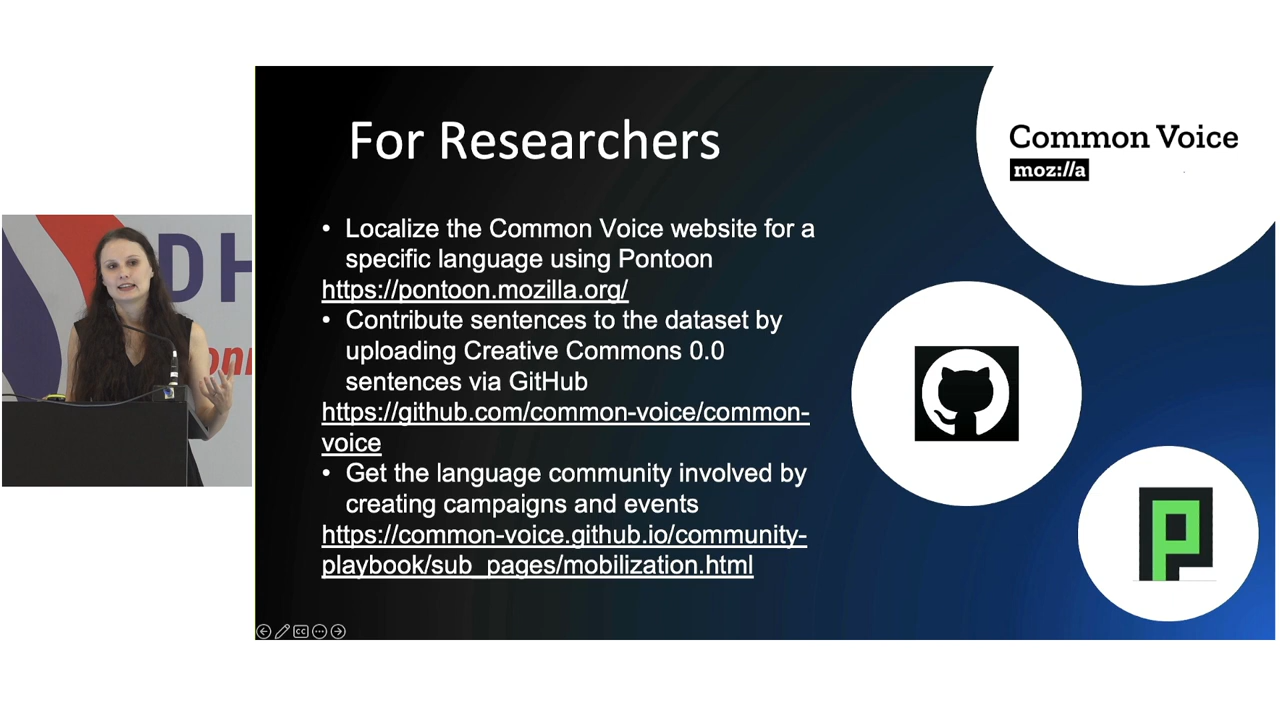 For Researchers
Common Voice
moz://a
• Localize the Common Voice website for a
specific language using Pontoon
https://pontoon.mozilla.org/
• Contribute sentences to the dataset by
uploading Creative Commons 0.0
sentences via GitHub
https://github.com/common-voice/common-
voice
• Get the language community involved by
creating campaigns and events
https://common-voice.github.io/community-
playbook/sub_pages/mobilization.html
DH
P
CC